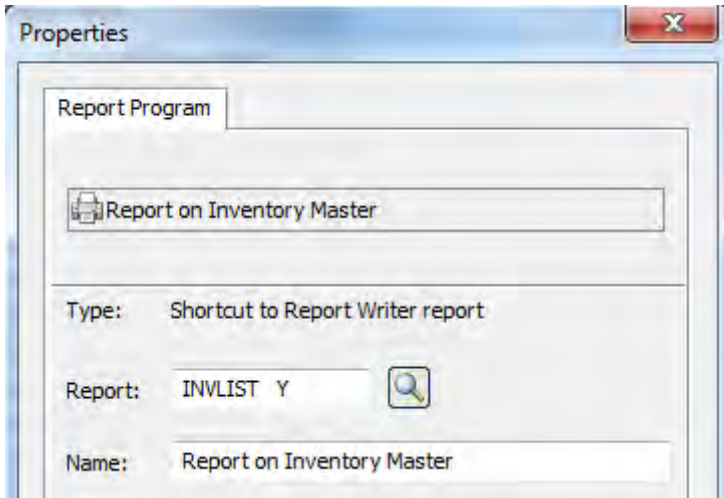 Properties
Report Program
Report on Inventory Master
Type: Shortcut to Report Writer report
Report: INVLIST Y
Name: Report on Inventory Master